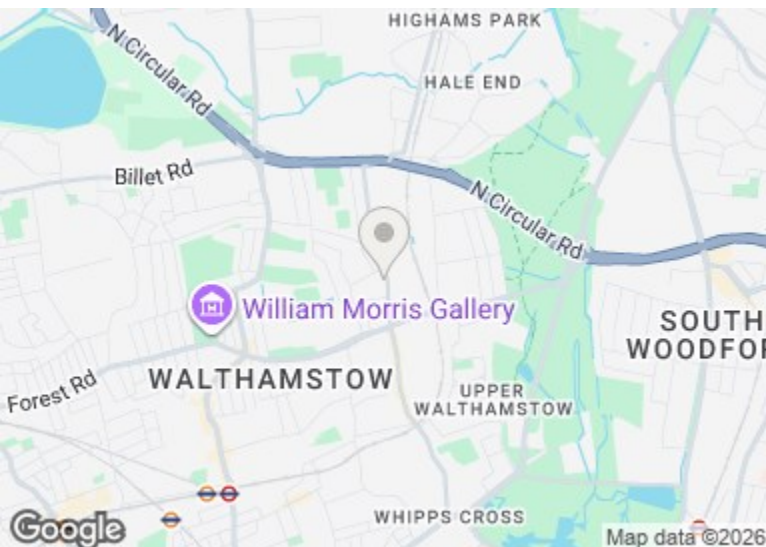 HIGHAMS PARK
N Circular Rd
HALE END
Billet Rd
N Circular Rd
William Morris Gallery
SOUTH
WOODFOR
WALTHAMSTOW
Forest Rd
UPPER
WALTHAMSTOW
WHIPPS CROSS
Google
Map data ©2026